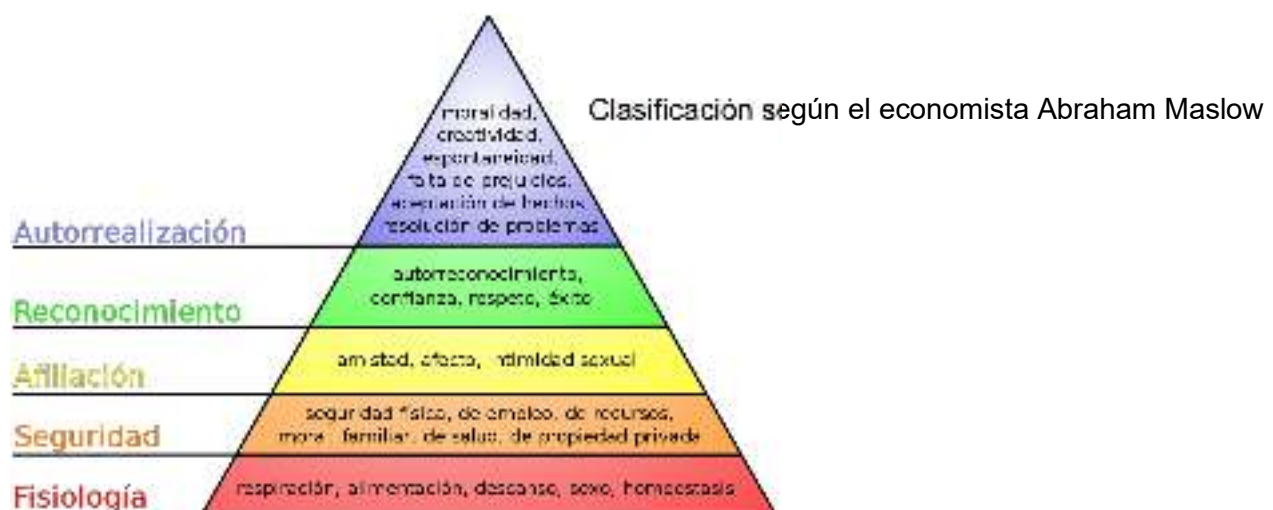 Clasificación según el economista Abraham Maslow
moralidad,
creatividad,
espontaneidad,
falta de prejuicios,
aceptación de hechos,
resolución de problemas
Autorrealización
autorreconocimiento,
confianza, respeto, éxito
Reconocimiento
amistad, afecto, intimidad sexual
Afiliación
seguridad física, de empleo, de recursos,
moral, familiar, de salud, de propiedad privada
Seguridad
respiración, alimentación, descanso, sexo, homeostasis
Fisiología